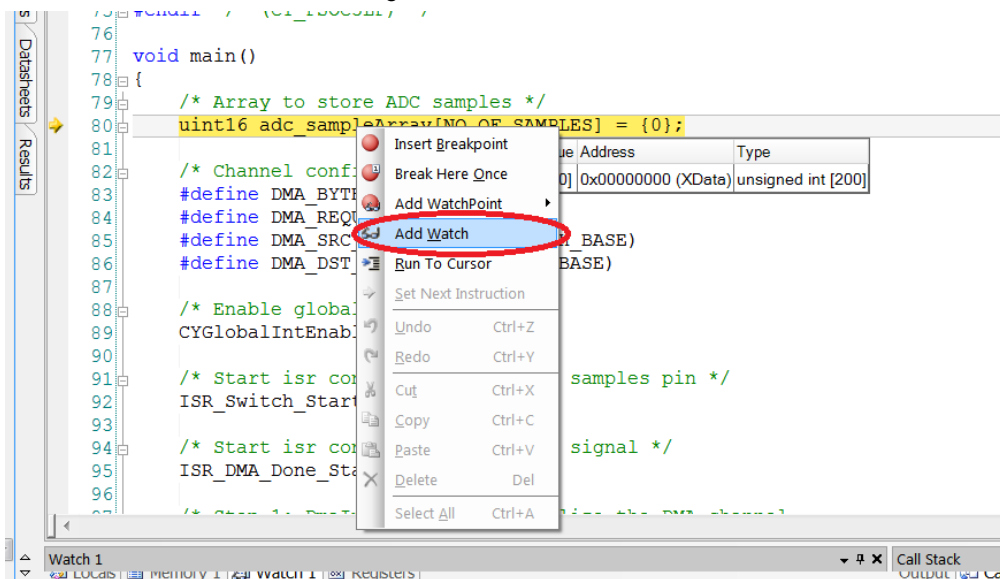 76
77 void main()
78 {
79 /* Array to store ADC samples */
80 uint16 adc_sampleArray[NO_OF_SAMPLES] = {0};
81
82 /* Channel confi
83 #define DMA_BYTE
84 #define DMA_REQU
85 #define DMA_SRC_ _BASE)
86 #define DMA_DST_ BASE)
87
88 /* Enable global
89 CYGlobalIntEnabl
90
91 /* Start isr con samples pin */
92 ISR_Switch_Start
93
94 /* Start isr con signal */
95 ISR_DMA_Done_Sta
96
Datasheets
Results
Insert Breakpoint
Break Here Once
Add WatchPoint
Add Watch
Run To Cursor
Set Next Instruction
Undo Ctrl+Z
Redo Ctrl+Y
Cut Ctrl+X
Copy Ctrl+C
Paste Ctrl+V
Delete Del
Select All Ctrl+A
ue Address Type
0] 0x00000000 (XData) unsigned int [200]
Watch 1
Call Stack
Locals Memory 1 Watch 1 Registers
Output